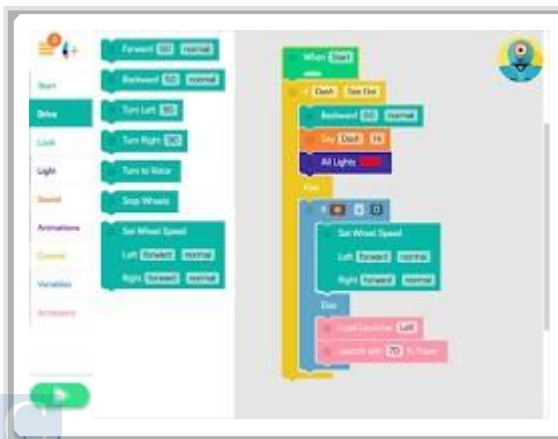 Start
Drive
Look
Light
Sound
Animations
Control
Variables
Accessory
Forward 50 normal
Backward 50 normal
Turn Left 90
Turn Right 90
Turn to Voice
Stop Wheels
Set Wheel Speed
Left forward normal
Right forward normal
When Start
If Dash See Dot
Backward 50 normal
Say Dash Hi
All Lights
Else
If
Set Wheel Speed
Left forward normal
Right forward normal
Else
Load Launcher Left
Launch with 70 % Power